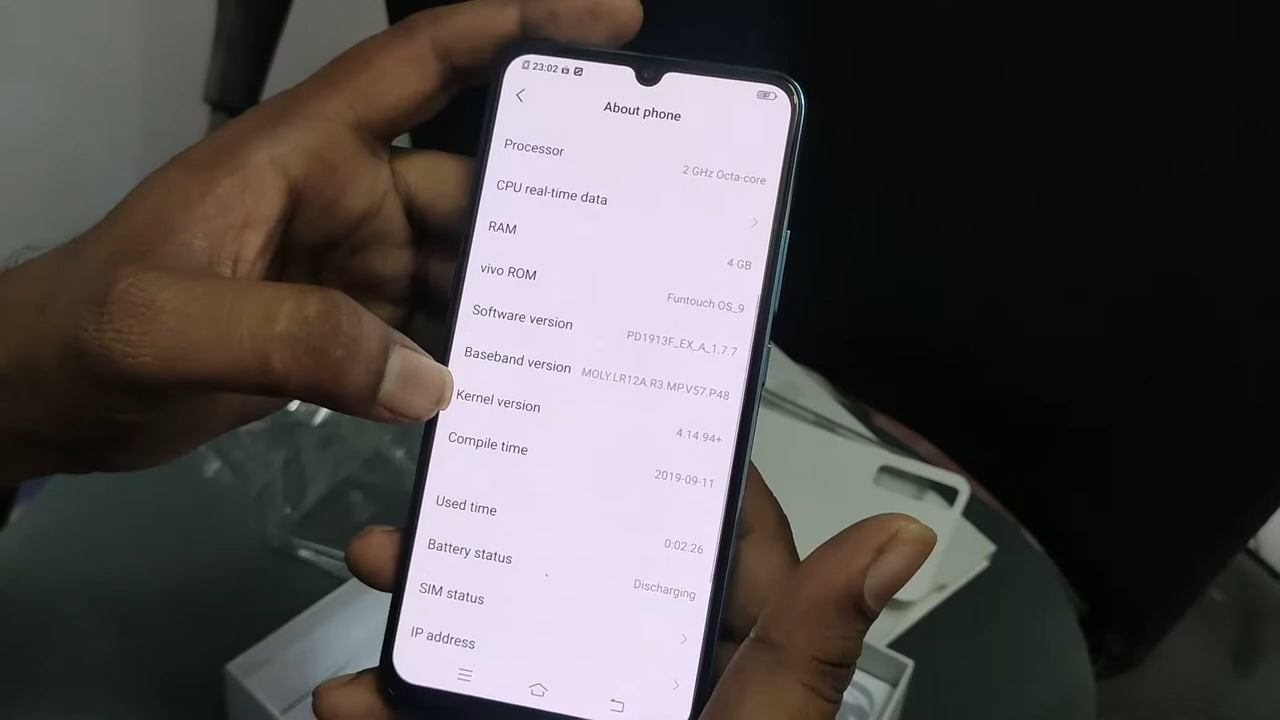 23:02
57
About phone
Processor
2 GHz Octa-core
CPU real-time data
RAM
4 GB
vivo ROM
Funtouch OS_9
Software version
PD1913F_EX_A_1.7.7
Baseband version
MOLY.LR12A.R3.MP.V57.P48
Kernel version
4.14.94+
Compile time
2019-09-11
Used time
0:02:26
Battery status
Discharging
SIM status
IP address